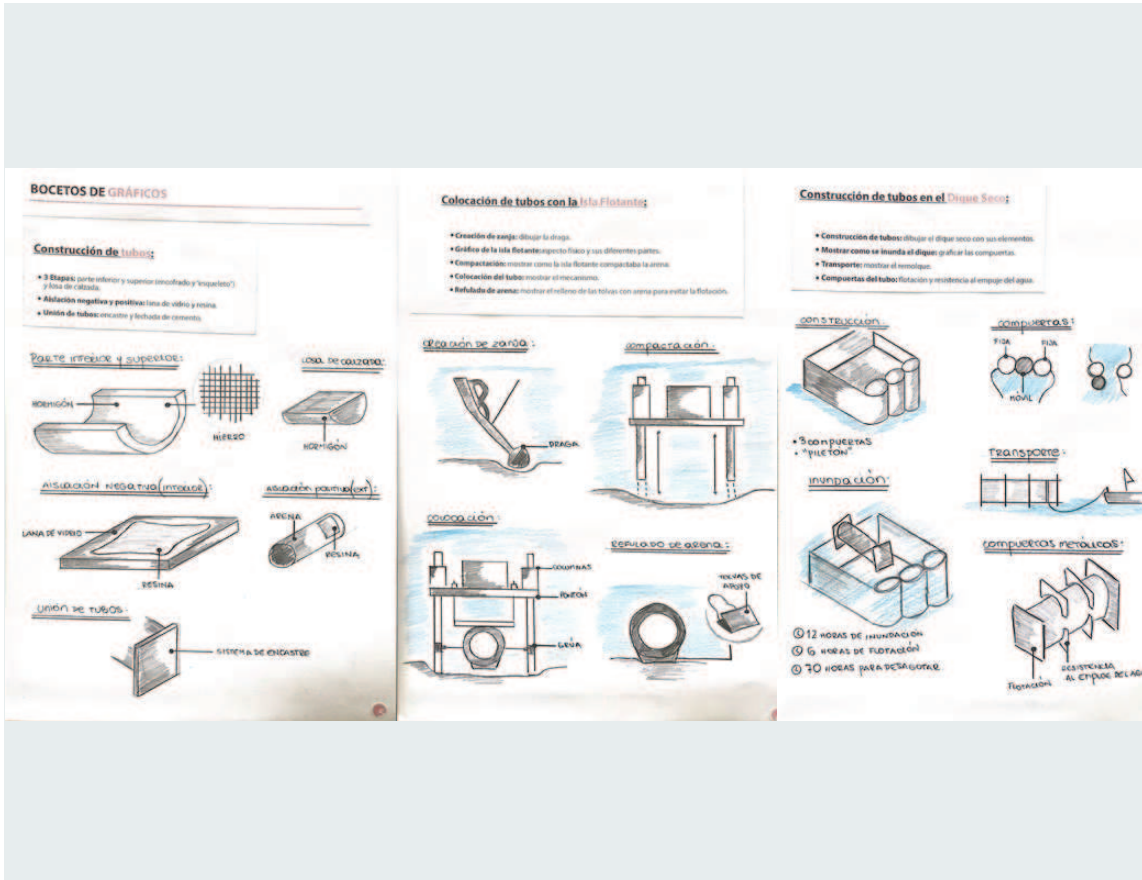 BOCETOS DE GRÁFICOS
Construcción de tubos:
• 3 Etapas: parte inferior y superior (encofrado y "esqueleto")
y losa de calzada.
• Aislación negativa y positiva: lana de vidrio y resina.
• Unión de tubos: encastre y fechada de cemento.
PARTE INFERIOR Y SUPERIOR:
HORMIGÓN
HIERRO
LOSA DE CALZADA:
HORMIGÓN
AISLACIÓN NEGATIVA (INTERIOR):
LANA DE VIDRIO
RESINA
AISLACIÓN POSITIVA (EXT):
ARENA
RESINA
UNIÓN DE TUBOS:
SISTEMA DE ENCASTRE
Colocación de tubos con la Isla Flotante:
• Creación de zanja: dibujar la draga.
• Gráfico de la isla flotante: aspecto físico y sus diferentes partes.
• Compactación: mostrar como la isla flotante compactaba la arena.
• Colocación del tubo: mostrar el mecanismo.
• Refulado de arena: mostrar el relleno de las tolvas con arena para evitar la flotación.
CREACIÓN DE ZANJA:
DRAGA
COMPACTACIÓN:
COLOCACIÓN:
COLUMNAS
PONTÓN
GRÚA
REFULADO DE ARENA:
TOLVAS DE
APOYO
Construcción de tubos en el Dique Seco:
• Construcción de tubos: dibujar el dique seco con sus elementos.
• Mostrar como se inunda el dique: graficar las compuertas.
• Transporte: mostrar el remolque.
• Compuertas del tubo: flotación y resistencia al empuje del agua.
CONSTRUCCIÓN:
• 3 COMPUERTAS
• "PILETÓN"
COMPUERTAS:
FIJA FIJA
MÓVIL
INUNDACIÓN:
12 HORAS DE INUNDACIÓN
6 HORAS DE FLOTACIÓN
70 HORAS PARA DESAGOTAR
TRANSPORTE:
COMPUERTAS METÁLICAS:
FLOTACIÓN
RESISTENCIA
AL EMPUJE DEL AG